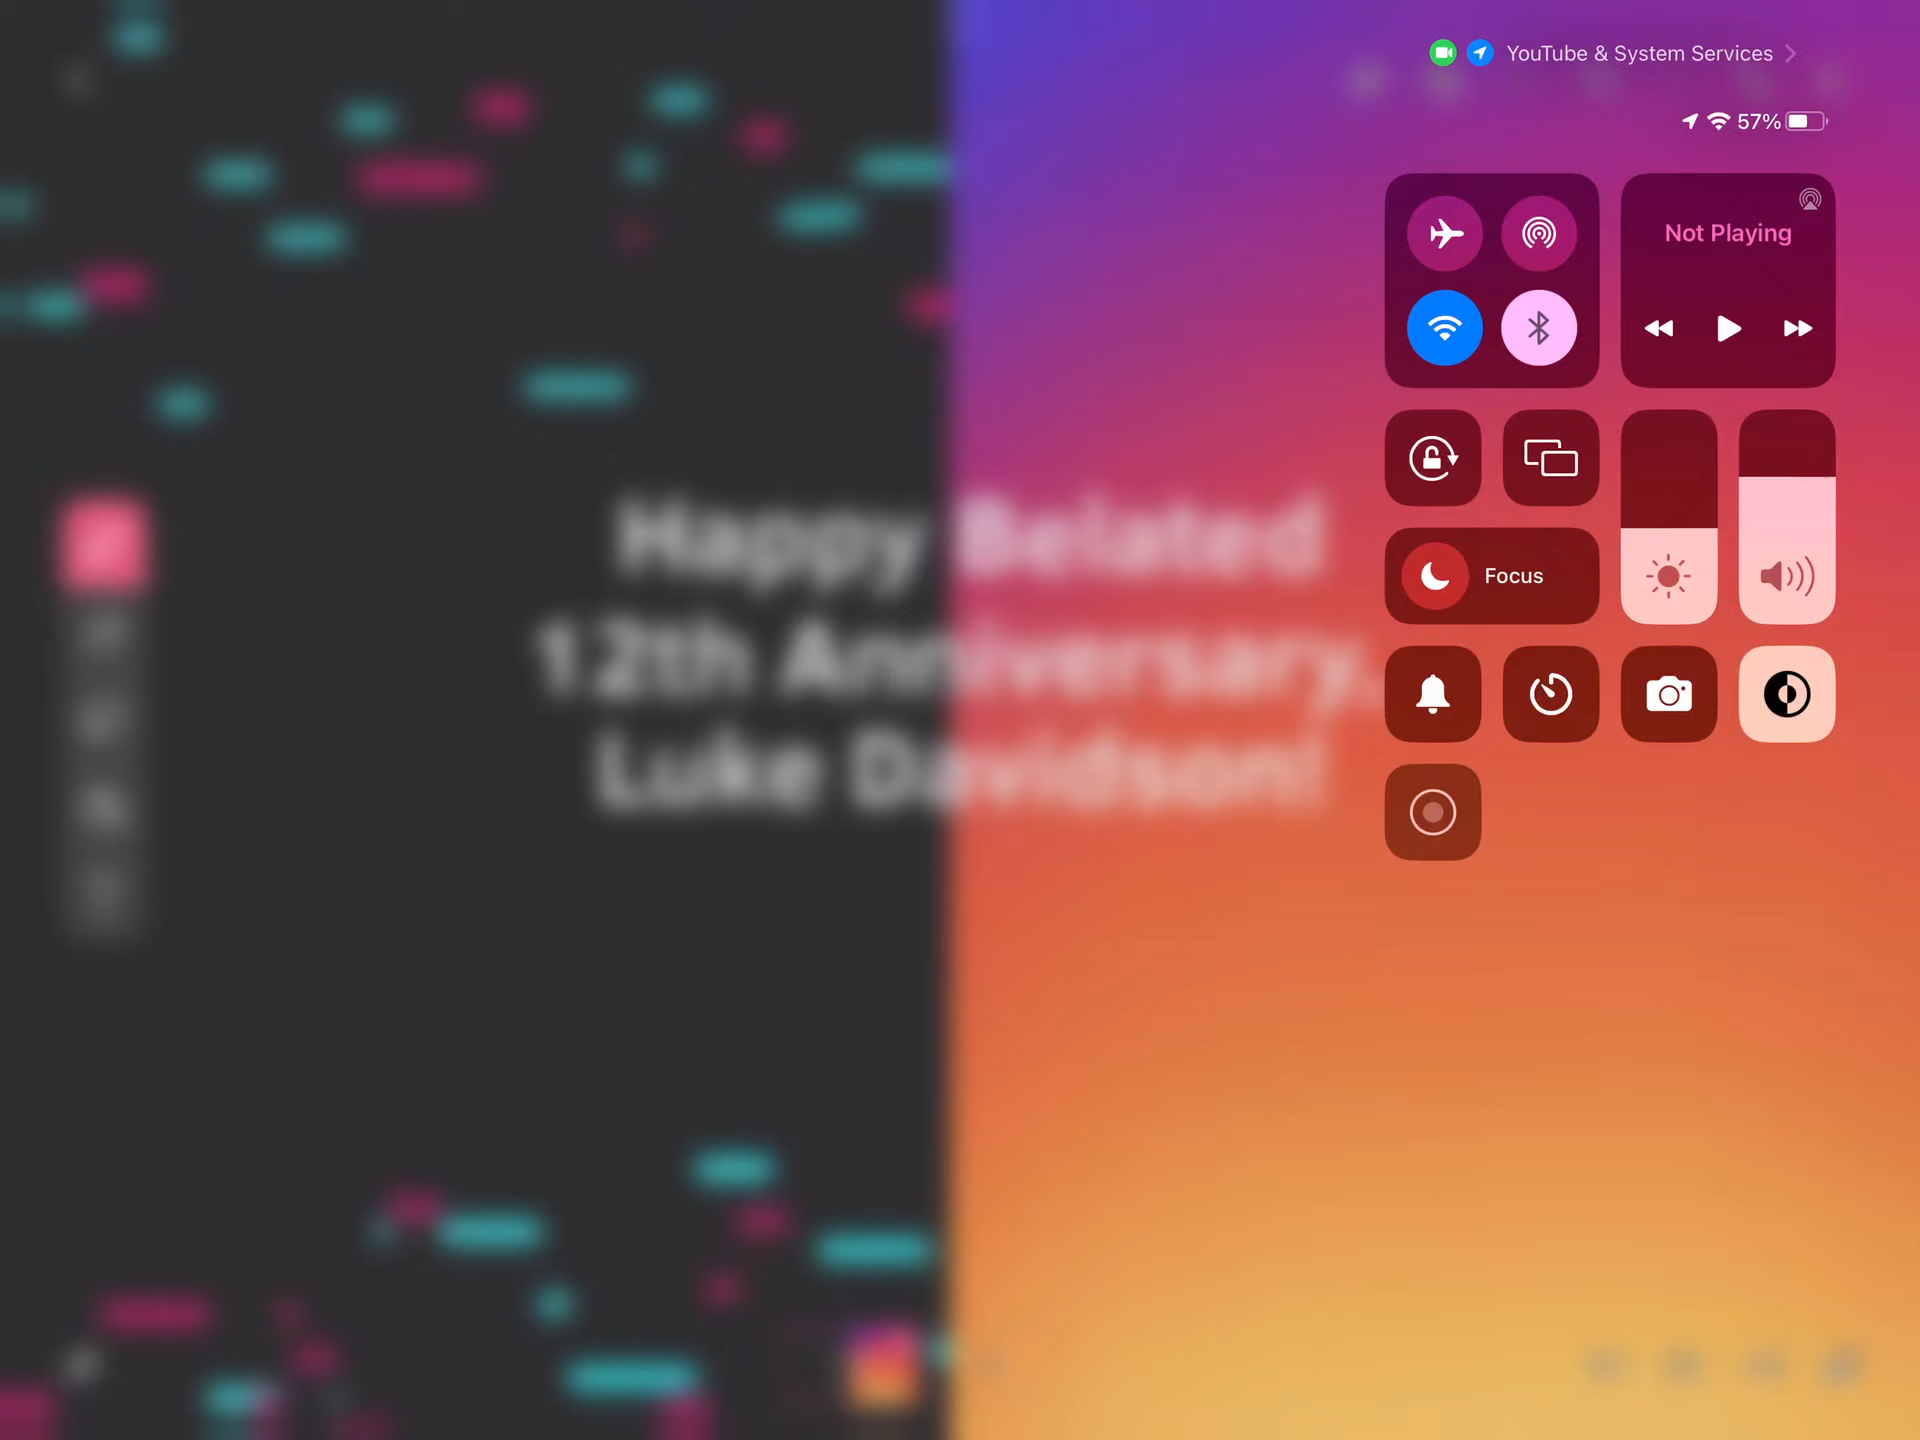 YouTube & System Services
57%
Not Playing
Happy Belated
12th Anniversary,
Luke Davidson!
Focus